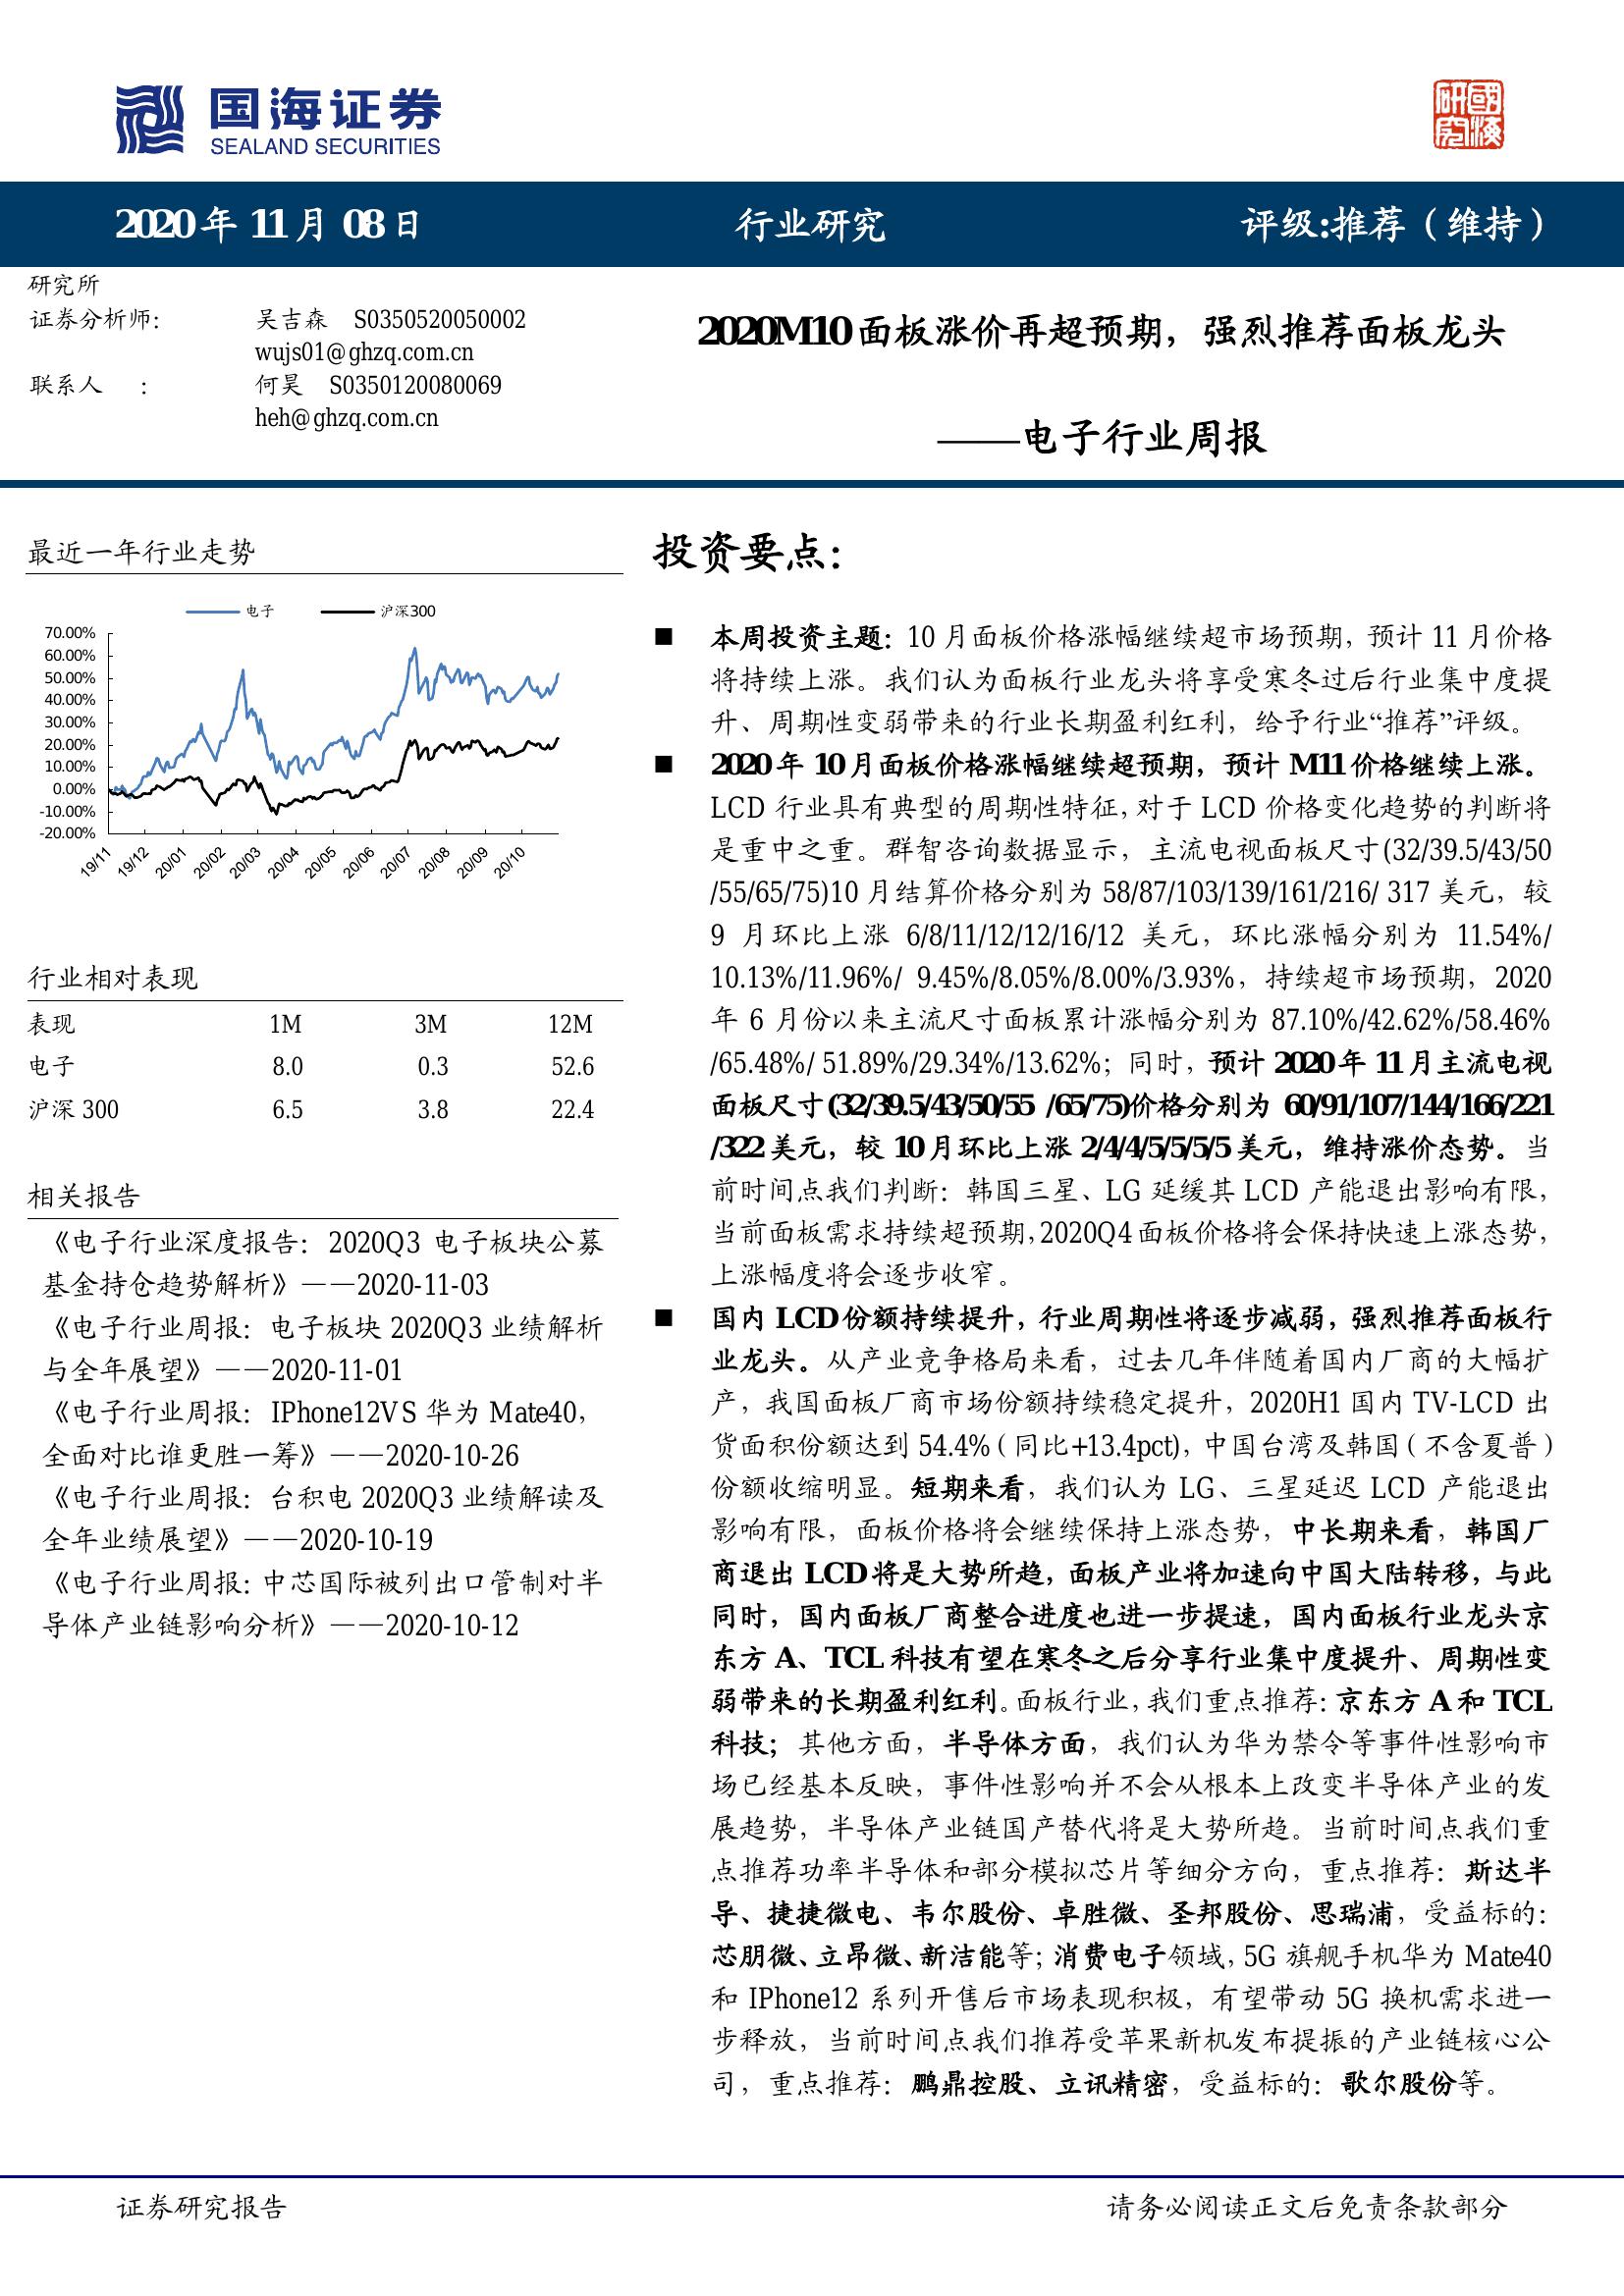 国海证券
SEALAND SECURITIES
國海研究
2020年11月08日 行业研究 评级:推荐（维持）
研究所
证券分析师: 吴吉森 S0350520050002
wujs01@ghzq.com.cn
联系人 : 何昊 S0350120080069
heh@ghzq.com.cn
2020M10面板涨价再超预期，强烈推荐面板龙头
——电子行业周报
最近一年行业走势
电子 沪深300
70.00%
60.00%
50.00%
40.00%
30.00%
20.00%
10.00%
0.00%
-10.00%
-20.00%
19/11 19/12 20/01 20/02 20/03 20/04 20/05 20/06 20/07 20/08 20/09 20/10
行业相对表现
表现 1M 3M 12M
电子 8.0 0.3 52.6
沪深300 6.5 3.8 22.4
相关报告
《电子行业深度报告：2020Q3 电子板块公募
基金持仓趋势解析》——2020-11-03
《电子行业周报：电子板块 2020Q3 业绩解析
与全年展望》——2020-11-01
《电子行业周报：IPhone12VS 华为 Mate40，
全面对比谁更胜一筹》——2020-10-26
《电子行业周报：台积电 2020Q3 业绩解读及
全年业绩展望》——2020-10-19
《电子行业周报：中芯国际被列出口管制对半
导体产业链影响分析》——2020-10-12
投资要点：
■ 本周投资主题：10 月面板价格涨幅继续超市场预期，预计 11 月价格
将持续上涨。我们认为面板行业龙头将享受寒冬过后行业集中度提
升、周期性变弱带来的行业长期盈利红利，给予行业“推荐”评级。
■ 2020年10月面板价格涨幅继续超预期，预计M11价格继续上涨。
LCD 行业具有典型的周期性特征，对于 LCD 价格变化趋势的判断将
是重中之重。群智咨询数据显示，主流电视面板尺寸(32/39.5/43/50
/55/65/75)10 月结算价格分别为 58/87/103/139/161/216/ 317 美元，较
9 月环比上涨 6/8/11/12/12/16/12 美元，环比涨幅分别为 11.54%/
10.13%/11.96%/ 9.45%/8.05%/8.00%/3.93%，持续超市场预期，2020
年 6 月份以来主流尺寸面板累计涨幅分别为 87.10%/42.62%/58.46%
/65.48%/ 51.89%/29.34%/13.62%；同时，预计2020年11月主流电视
面板尺寸(32/39.5/43/50/55 /65/75)价格分别为 60/91/107/144/166/221
/322美元，较10月环比上涨2/4/4/5/5/5/5美元，维持涨价态势。当
前时间点我们判断：韩国三星、LG 延缓其 LCD 产能退出影响有限，
当前面板需求持续超预期，2020Q4面板价格将会保持快速上涨态势，
上涨幅度将会逐步收窄。
■ 国内LCD份额持续提升，行业周期性将逐步减弱，强烈推荐面板行
业龙头。从产业竞争格局来看，过去几年伴随着国内厂商的大幅扩
产，我国面板厂商市场份额持续稳定提升，2020H1 国内 TV-LCD 出
货面积份额达到 54.4%（同比+13.4pct)，中国台湾及韩国（不含夏普）
份额收缩明显。短期来看，我们认为 LG、三星延迟 LCD 产能退出
影响有限，面板价格将会继续保持上涨态势，中长期来看，韩国厂
商退出LCD将是大势所趋，面板产业将加速向中国大陆转移，与此
同时，国内面板厂商整合进度也进一步提速，国内面板行业龙头京
东方A、TCL科技有望在寒冬之后分享行业集中度提升、周期性变
弱带来的长期盈利红利。面板行业，我们重点推荐：京东方A和TCL
科技；其他方面，半导体方面，我们认为华为禁令等事件性影响市
场已经基本反映，事件性影响并不会从根本上改变半导体产业的发
展趋势，半导体产业链国产替代将是大势所趋。当前时间点我们重
点推荐功率半导体和部分模拟芯片等细分方向，重点推荐：斯达半
导、捷捷微电、韦尔股份、卓胜微、圣邦股份、思瑞浦，受益标的：
芯朋微、立昂微、新洁能等；消费电子领域，5G 旗舰手机华为 Mate40
和 IPhone12 系列开售后市场表现积极，有望带动 5G 换机需求进一
步释放，当前时间点我们推荐受苹果新机发布提振的产业链核心公
司，重点推荐：鹏鼎控股、立讯精密，受益标的：歌尔股份等。
证券研究报告 请务必阅读正文后免责条款部分